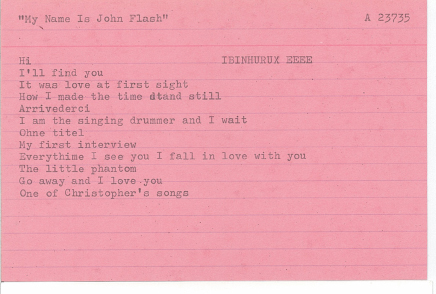 "My Name Is John Flash" A 23735
Hi IBINHURUX EEEE
I'll find you
It was love at first sight
How I made the time dtand still
Arrivederci
I am the singing drummer and I wait
Ohne titel
My first interview
Everythime I see you I fall in love with you
The little phantom
Go away and I love you
One of Christopher's songs